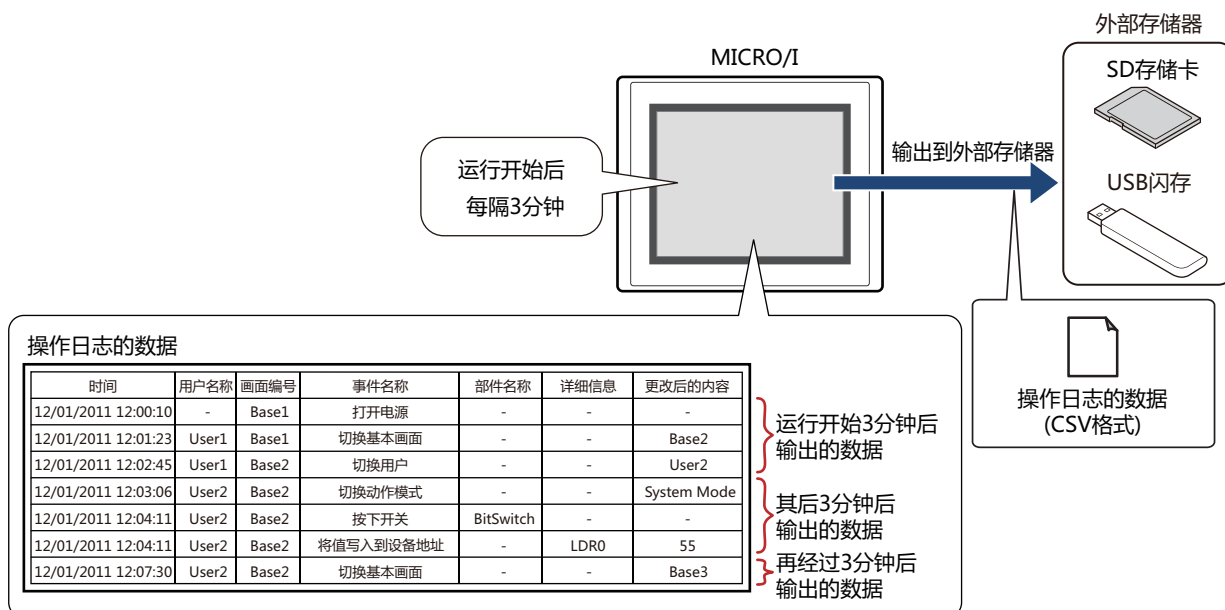 外部存储器
MICRO/I
SD存储卡
运行开始后
每隔3分钟
输出到外部存储器
USB闪存
操作日志的数据
(CSV格式)
操作日志的数据
时间 用户名称 画面编号 事件名称 部件名称 详细信息 更改后的内容
12/01/2011 12:00:10 - Base1 打开电源 - - -
12/01/2011 12:01:23 User1 Base1 切换基本画面 - - Base2
12/01/2011 12:02:45 User1 Base2 切换用户 - - User2
12/01/2011 12:03:06 User2 Base2 切换动作模式 - - System Mode
12/01/2011 12:04:11 User2 Base2 按下开关 BitSwitch - -
12/01/2011 12:04:11 User2 Base2 将值写入到设备地址 - LDR0 55
12/01/2011 12:07:30 User2 Base2 切换基本画面 - - Base3
运行开始3分钟后
输出的数据
其后3分钟后
输出的数据
再经过3分钟后
输出的数据